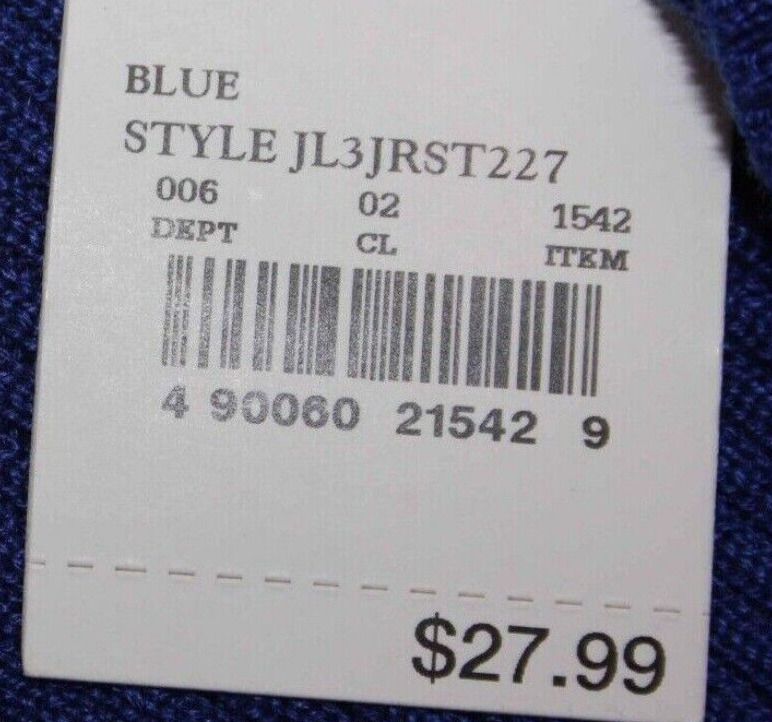 BLUE
STYLE JL3JRST227
006 02 1542
DEPT CL ITEM
4 90060 21542 9
$27.99